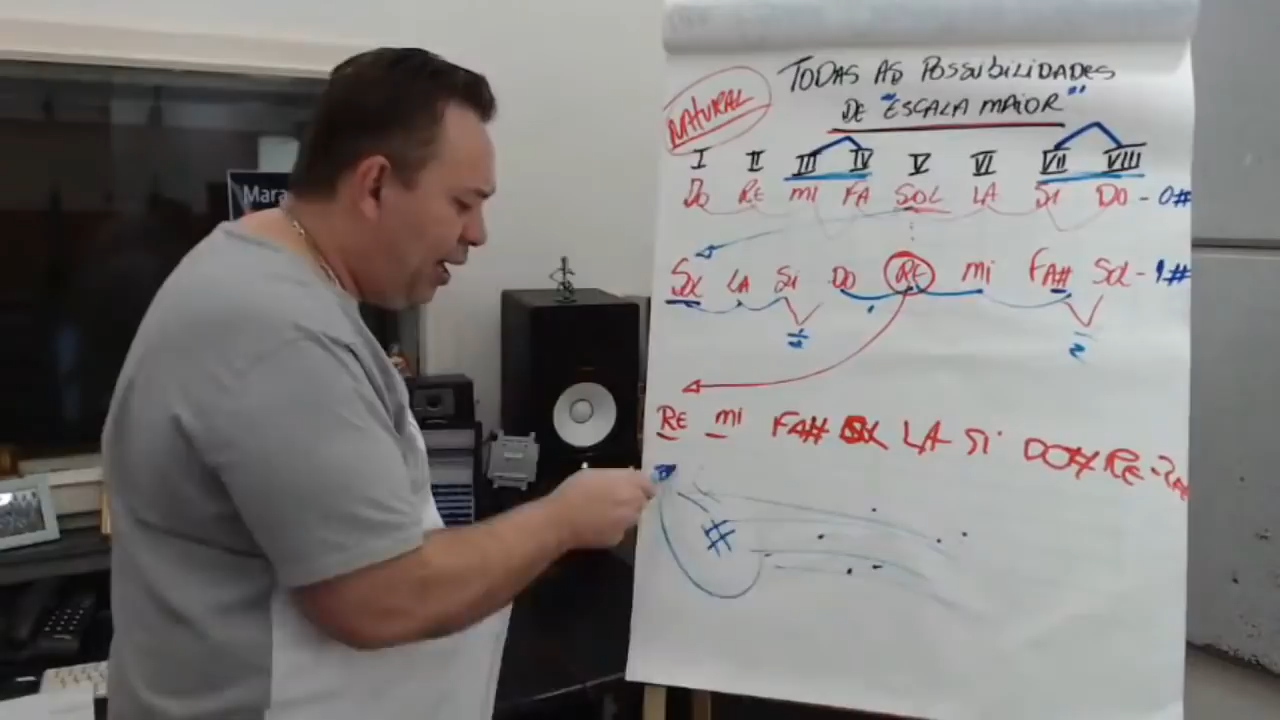 TODAS AS POSSUBILIDADES
NATURAL
DE "ESCALA MAIOR"
I II III IV V VI VII VIII
DO RE MI FA SOL LA SI DO - 0#
Mara
SOL LA SI DO RE MI FA# SOL - 1#
RE MI FA# SOL LA SI DO# RE
#